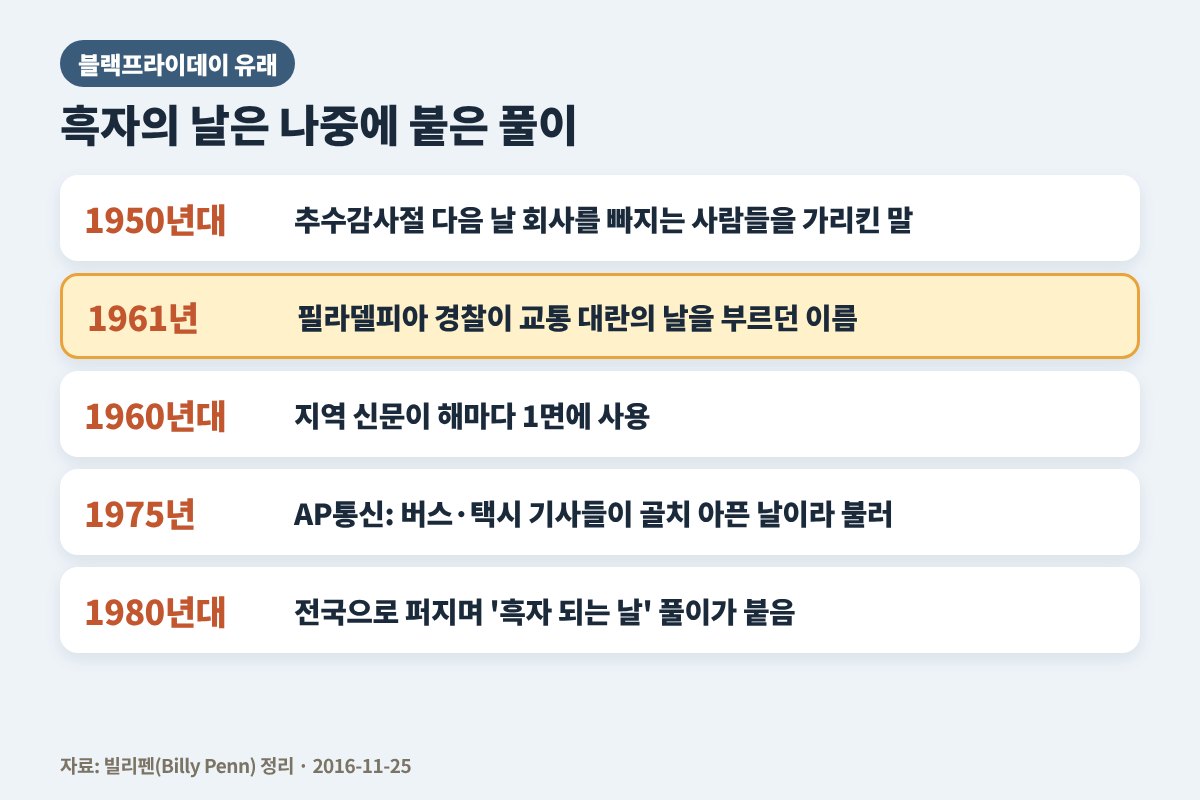 블랙프라이데이 유래
흑자의 날은 나중에 붙은 풀이
1950년대 추수감사절 다음 날 회사를 빠지는 사람들을 가리킨 말
1961년 필라델피아 경찰이 교통 대란의 날을 부르던 이름
1960년대 지역 신문이 해마다 1면에 사용
1975년 AP통신: 버스·택시 기사들이 골치 아픈 날이라 불러
1980년대 전국으로 퍼지며 '흑자 되는 날' 풀이가 붙음
자료: 빌리펜(Billy Penn) 정리 · 2016-11-25